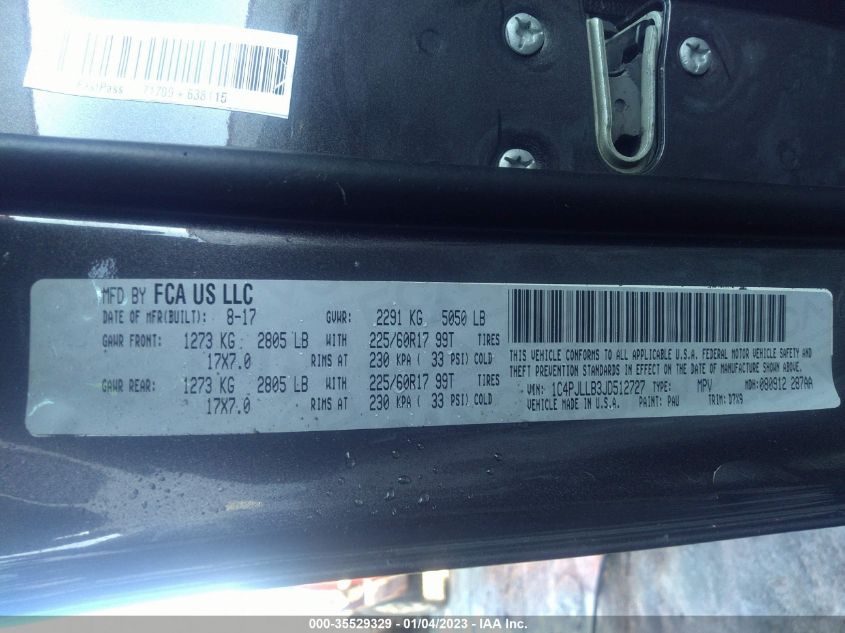 FastPass 71799 - 638115
MFD BY FCA US LLC
DATE OF MFR(BUILT): 8-17 GVWR: 2291 KG 5050 LB
GAWR FRONT: 1273 KG 2805 LB WITH 225/60R17 99T TIRES
17X7.0 RIMS AT 230 KPA ( 33 PSI) COLD
GAWR REAR: 1273 KG 2805 LB WITH 225/60R17 99T TIRES
17X7.0 RIMS AT 230 KPA ( 33 PSI) COLD
THIS VEHICLE CONFORMS TO ALL APPLICABLE U.S.A. FEDERAL MOTOR VEHICLE SAFETY, BUMPER AND
THEFT PREVENTION STANDARDS IN EFFECT ON THE DATE OF MANUFACTURE SHOWN ABOVE.
VIN: 1C4PJLLB3JD512727 TYPE: MPV MDH: 080912 287AA
VEHICLE MADE IN U.S.A. PAINT: PAU TRIM: D7X9
000-35529329 - 01/04/2023 - IAA Inc.